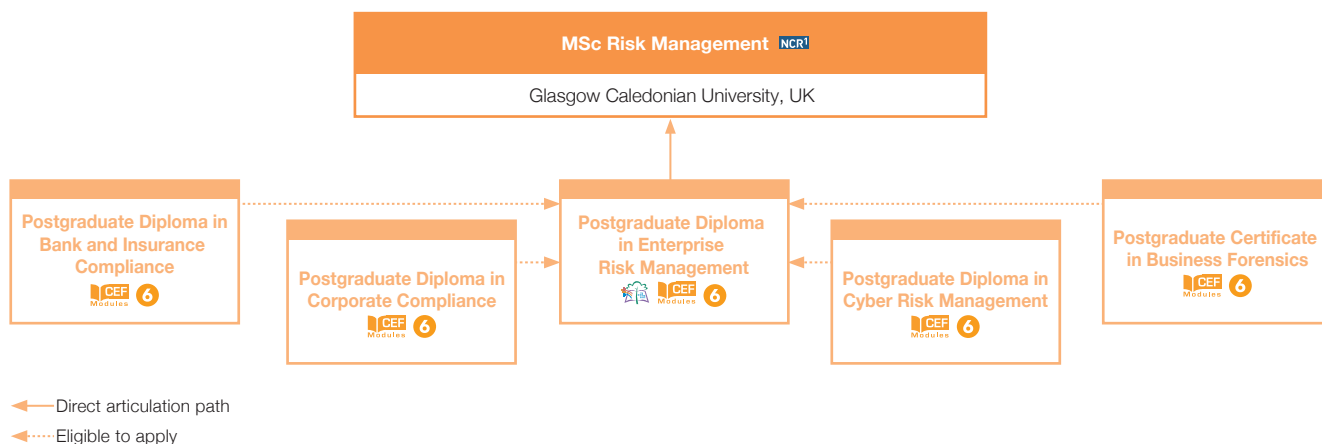 MSc Risk Management NCR1
Glasgow Caledonian University, UK
Postgraduate Diploma in
Bank and Insurance
Compliance
CEF
Modules
6
Postgraduate Diploma in
Corporate Compliance
CEF
Modules
6
Postgraduate Diploma
in Enterprise
Risk Management
CEF
Modules
6
Postgraduate Diploma in
Cyber Risk Management
CEF
Modules
6
Postgraduate Certificate
in Business Forensics
CEF
Modules
6
Direct articulation path
Eligible to apply